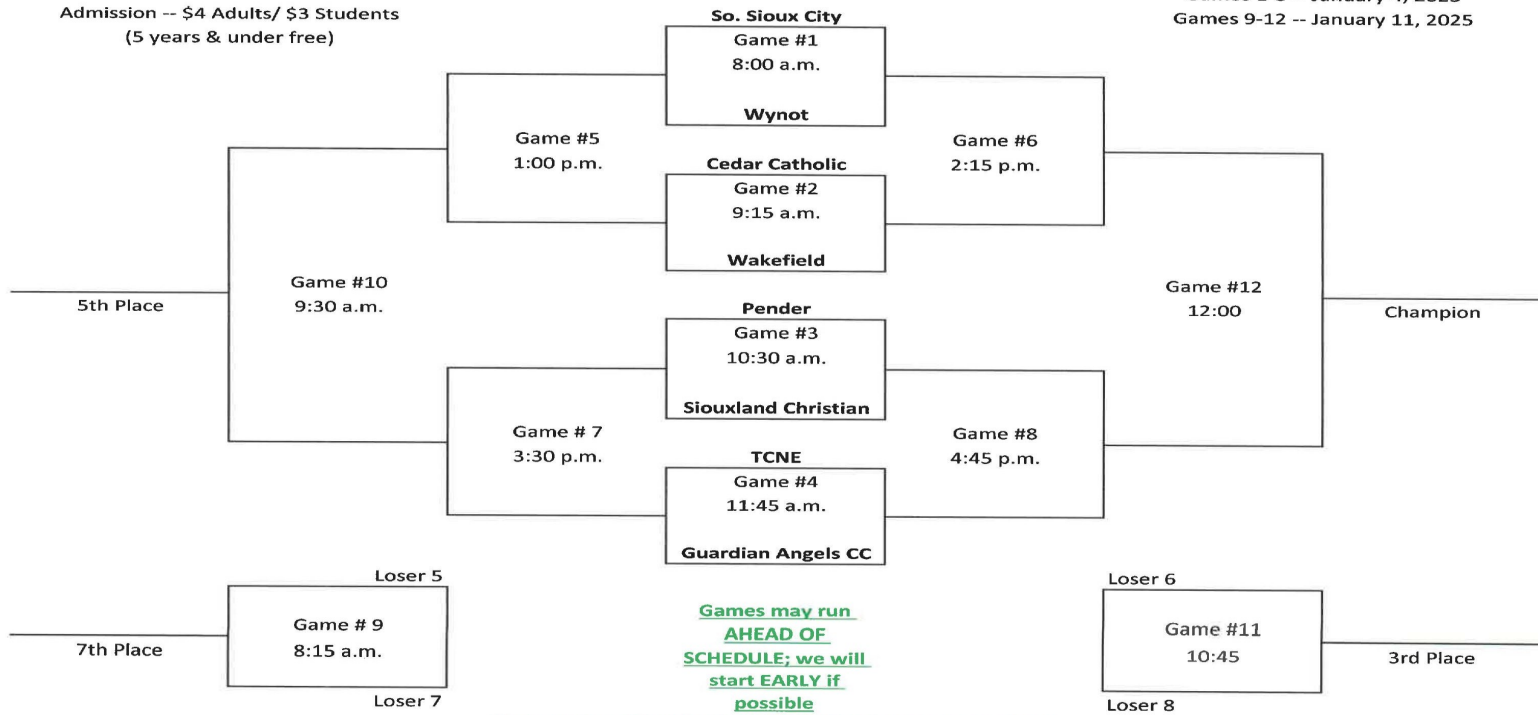 Admission -- $4 Adults/ $3 Students
(5 years & under free)
Games 9-12 -- January 11, 2025
So. Sioux City
Game #1
8:00 a.m.
Wynot
Game #5
1:00 p.m.
Game #6
2:15 p.m.
Cedar Catholic
Game #2
9:15 a.m.
Wakefield
Game #10
9:30 a.m.
5th Place
Game #12
12:00
Champion
Pender
Game #3
10:30 a.m.
Siouxland Christian
Game # 7
3:30 p.m.
Game #8
4:45 p.m.
TCNE
Game #4
11:45 a.m.
Guardian Angels CC
Loser 5
Game # 9
8:15 a.m.
7th Place
Loser 7
Games may run
AHEAD OF
SCHEDULE; we will
start EARLY if
possible
Loser 6
Game #11
10:45
3rd Place
Loser 8